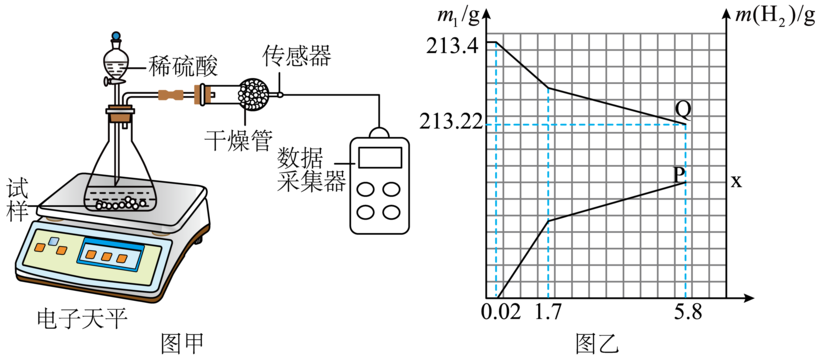 稀硫酸
传感器
干燥管
数据
采集器
试
样
电子天平
图甲
m₁/g
m(H₂)/g
213.4
213.22
Q
P
x
0.02 1.7 5.8
图乙